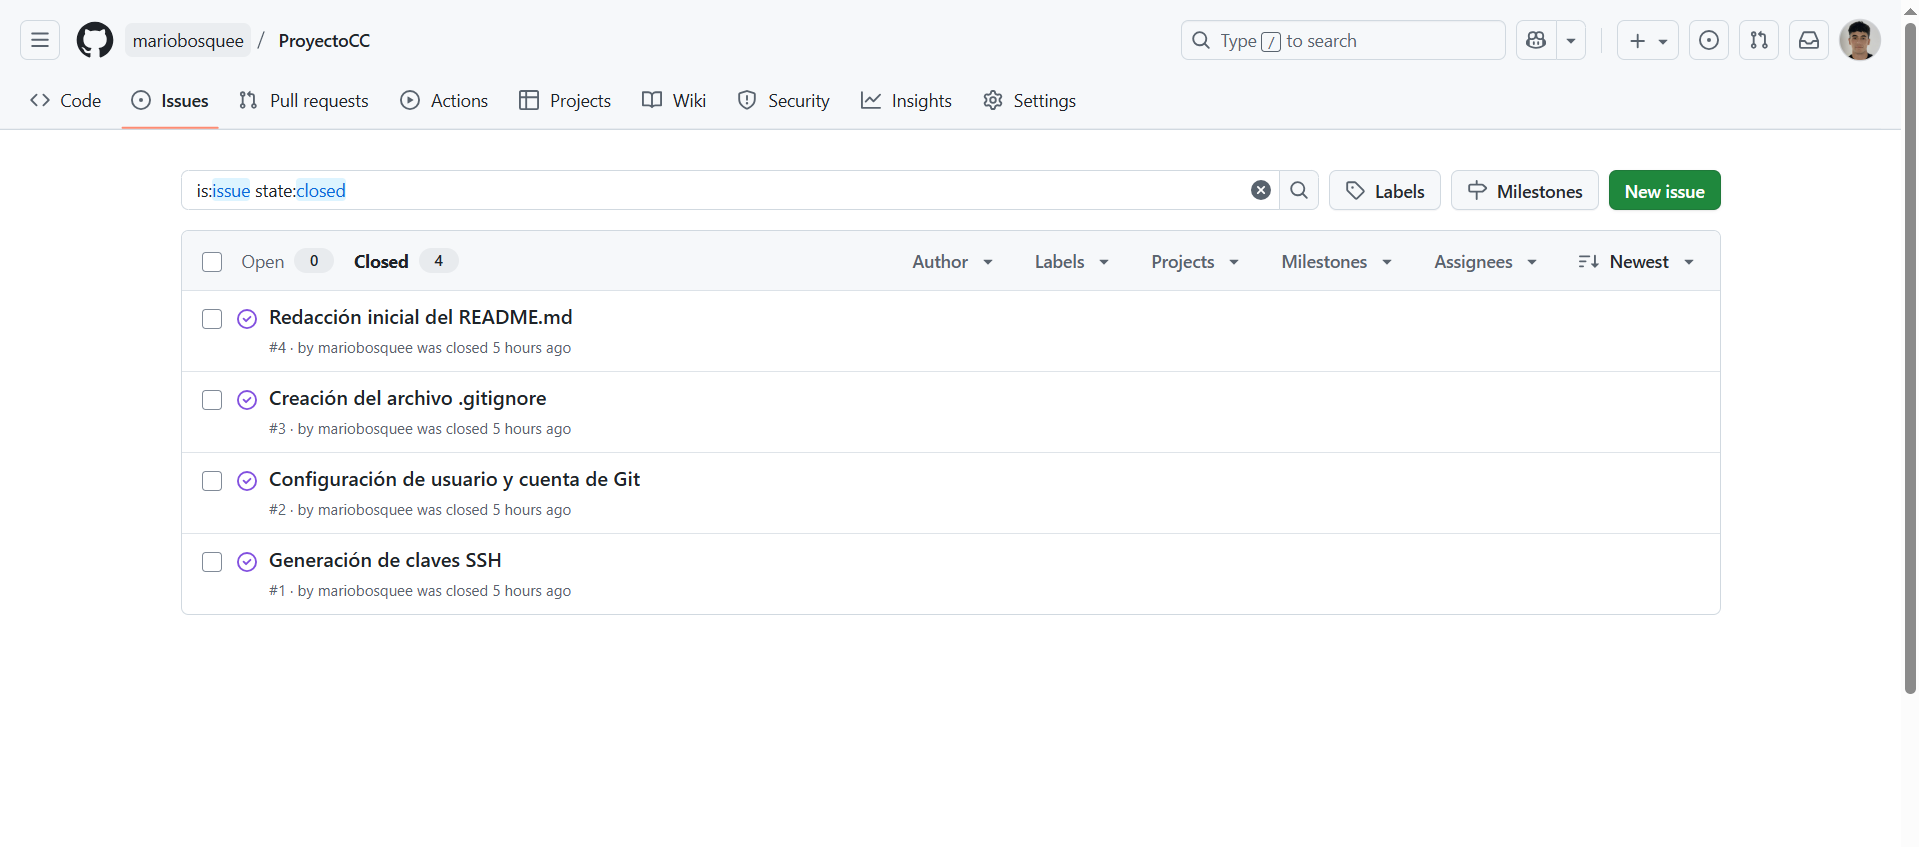 mariobosquee / ProyectoCC
Type / to search
Code Issues Pull requests Actions Projects Wiki Security Insights Settings
is:issue state:closed
Labels Milestones New issue
Open 0 Closed 4 Author Labels Projects Milestones Assignees Newest
Redacción inicial del README.md
#4 · by mariobosquee was closed 5 hours ago
Creación del archivo .gitignore
#3 · by mariobosquee was closed 5 hours ago
Configuración de usuario y cuenta de Git
#2 · by mariobosquee was closed 5 hours ago
Generación de claves SSH
#1 · by mariobosquee was closed 5 hours ago